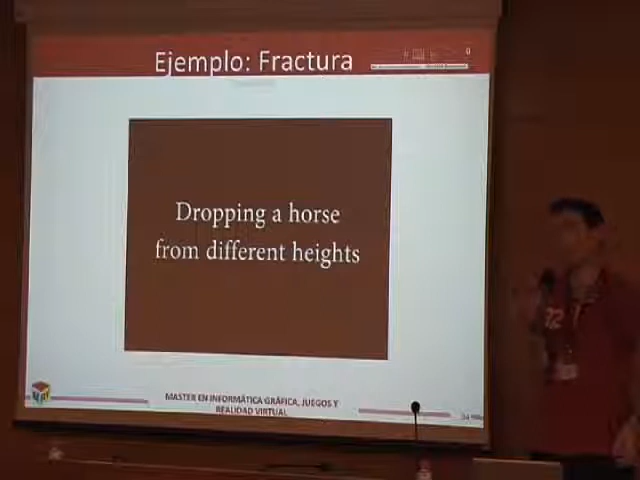 Ejemplo: Fractura
Dropping a horse
from different heights
MASTER EN INFORMÁTICA GRÁFICA, JUEGOS Y
REALIDAD VIRTUAL